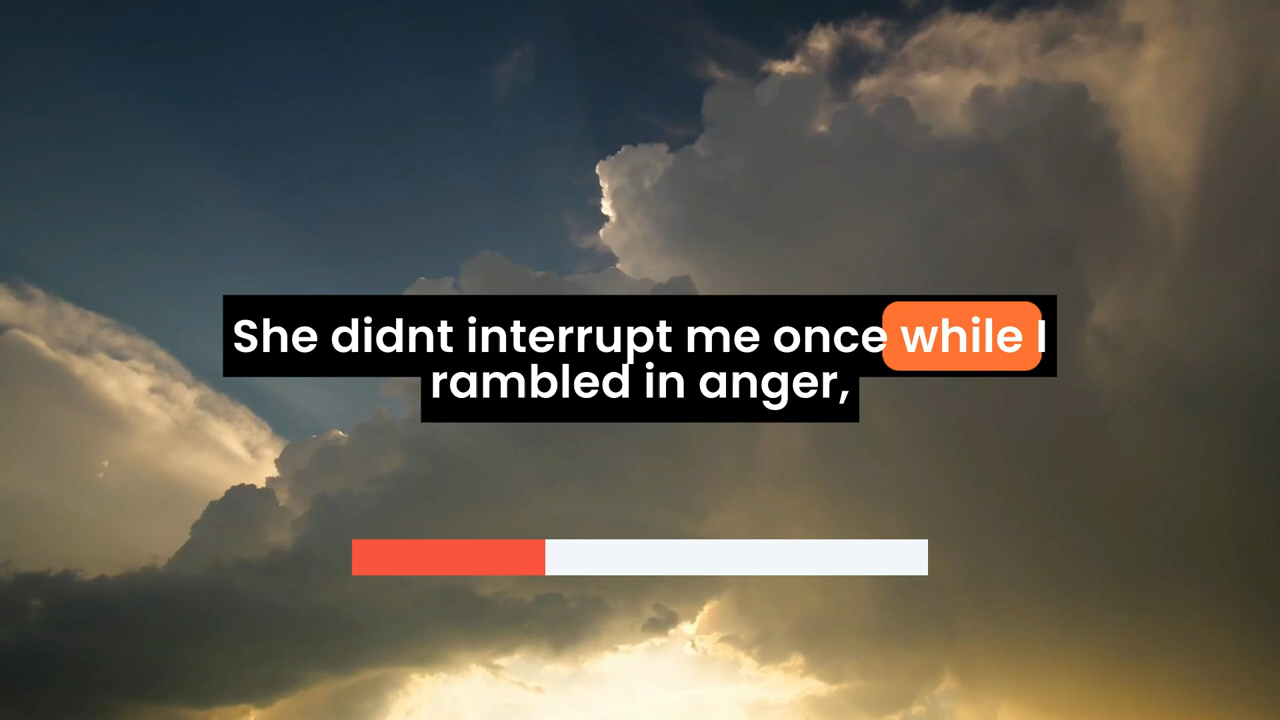 She didnt interrupt me once while I
rambled in anger,